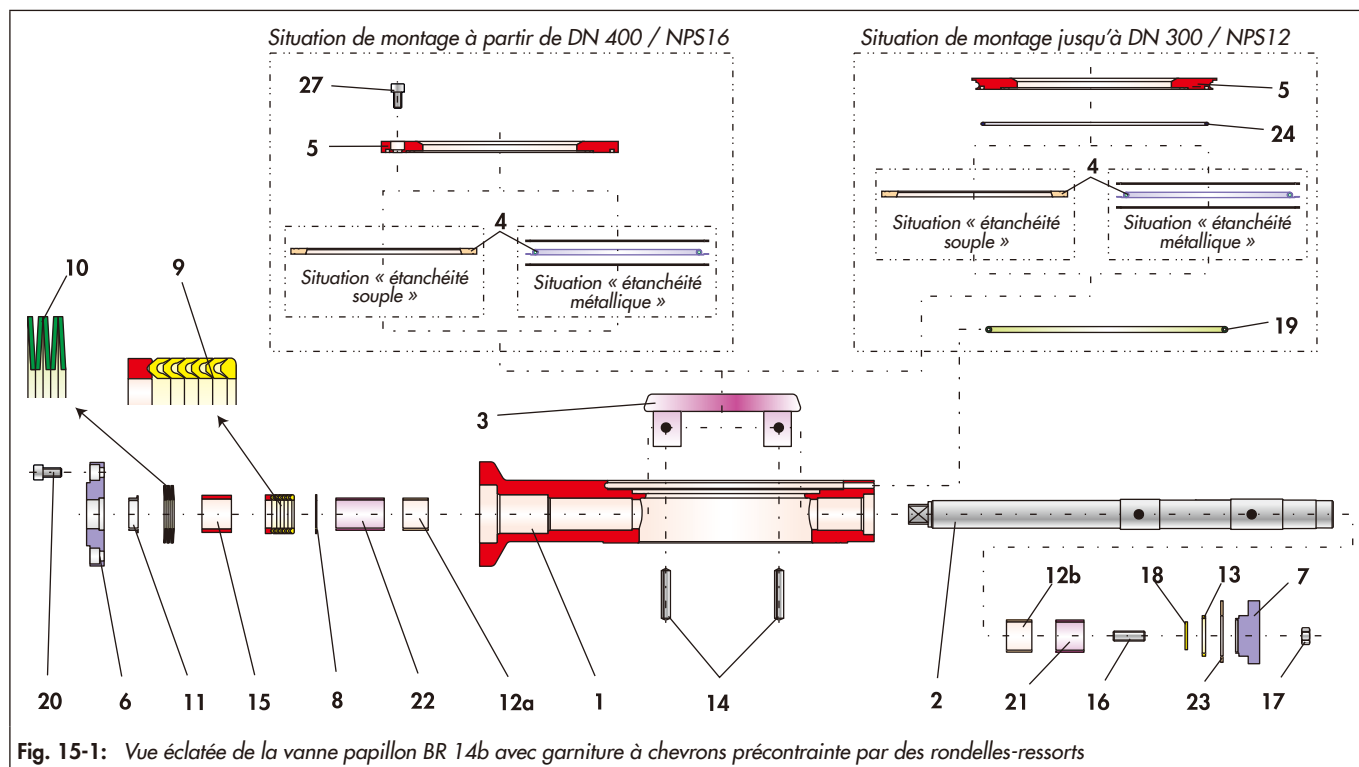 Situation de montage à partir de DN 400 / NPS16
Situation de montage jusqu'à DN 300 / NPS12
27
5
5
24
4
4
Situation « étanchéité
souple »
Situation « étanchéité
métallique »
Situation « étanchéité
souple »
Situation « étanchéité
métallique »
10
9
19
3
12b
18
13
7
20
6
11
15
8
22
12a
1
14
2
21
16
23
17
Fig. 15-1: Vue éclatée de la vanne papillon BR 14b avec garniture à chevrons précontrainte par des rondelles-ressorts